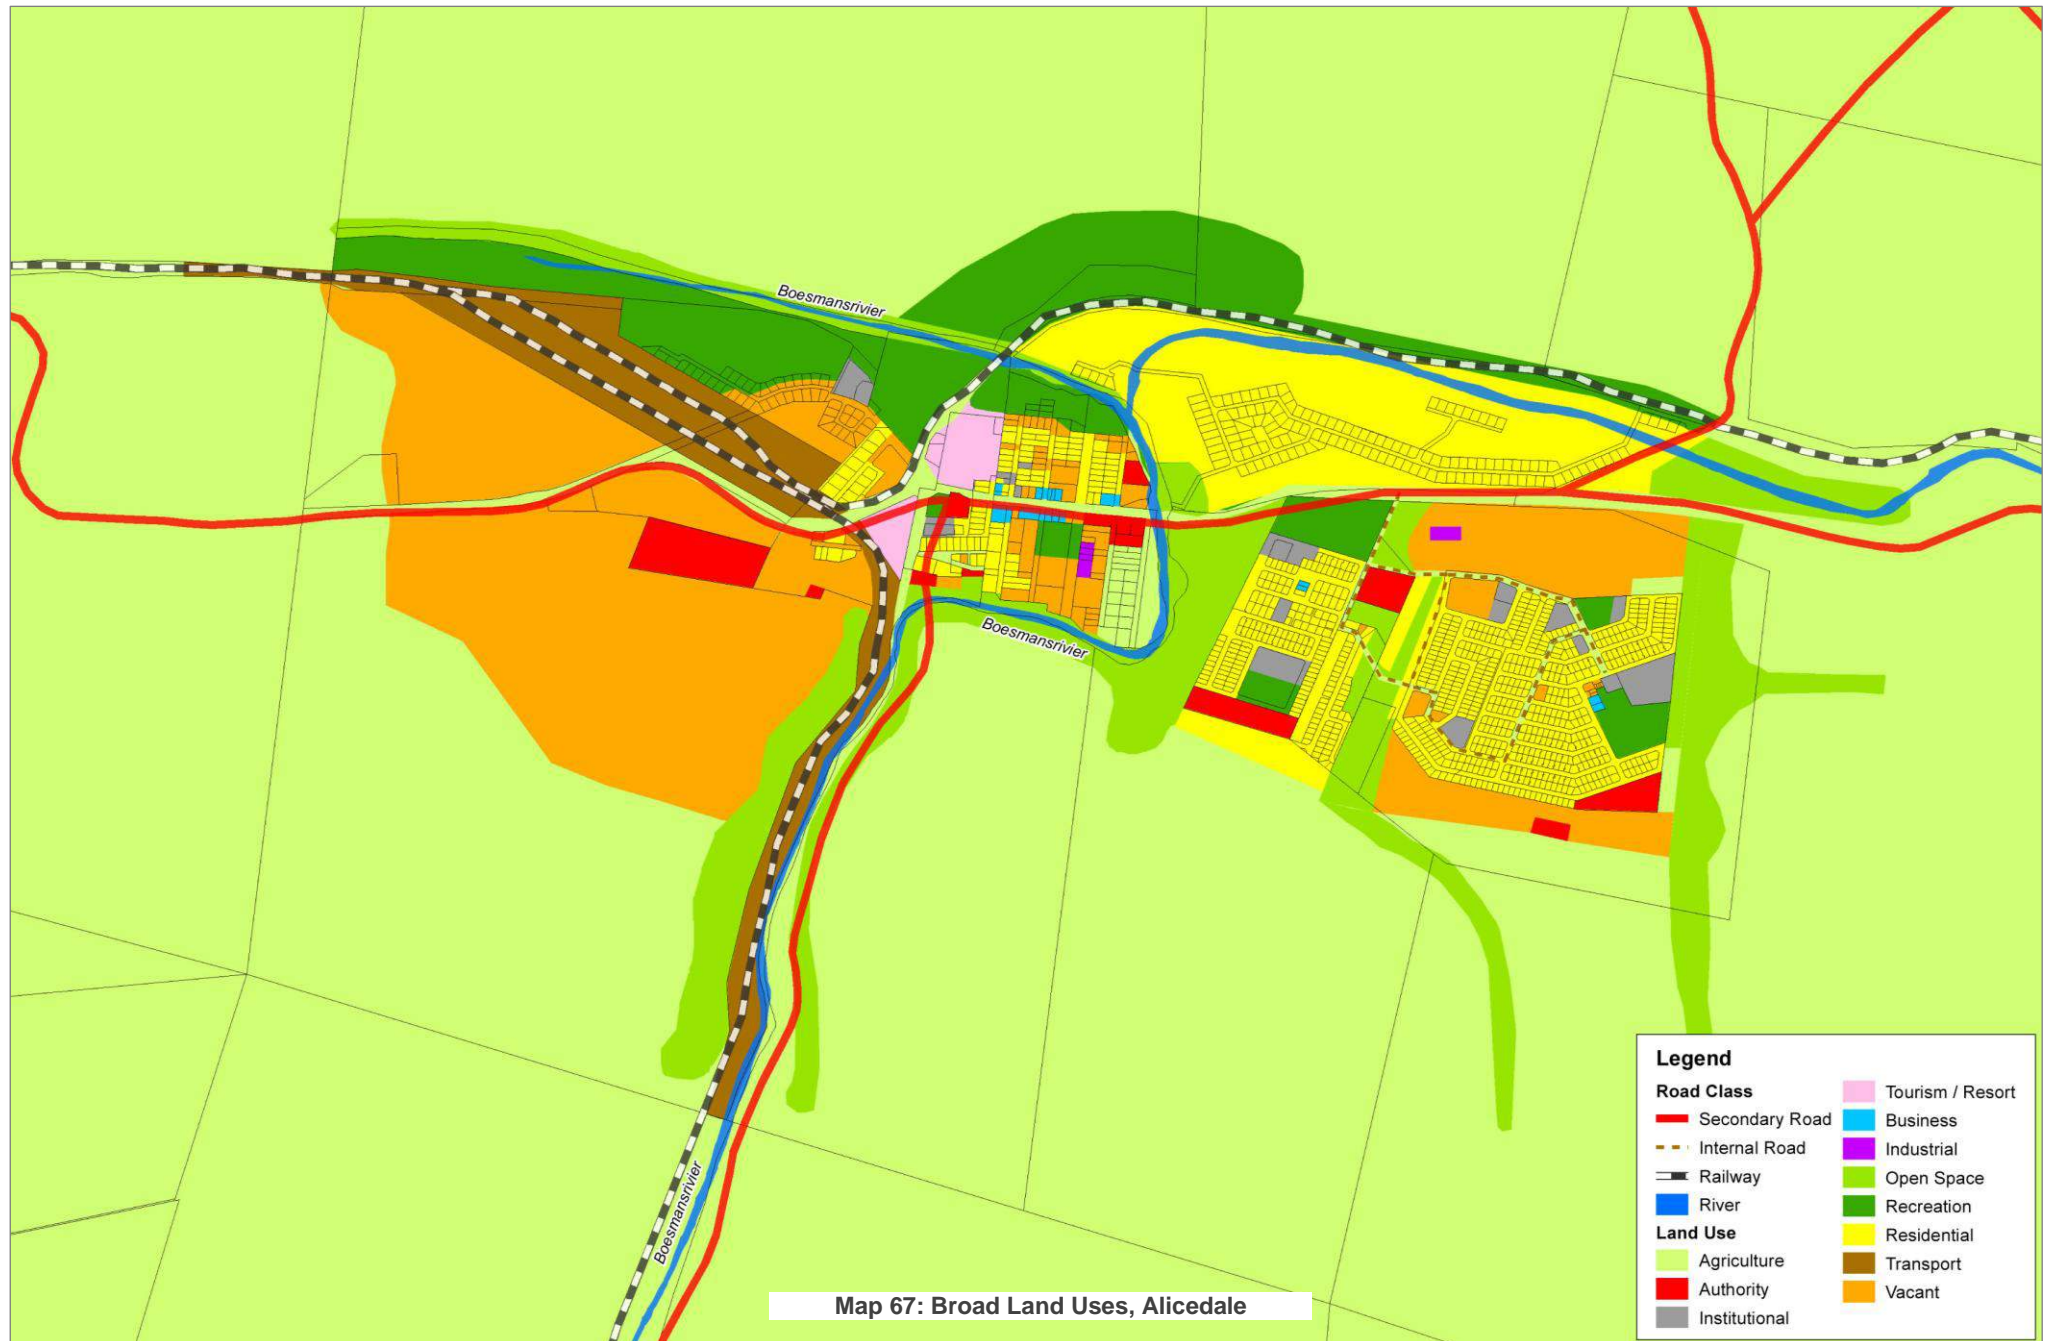 Boesmansrivier
Boesmansrivier
Boesmansrivier
Legend
Road Class
Secondary Road
Internal Road
Railway
River
Land Use
Agriculture
Authority
Institutional
Tourism / Resort
Business
Industrial
Open Space
Recreation
Residential
Transport
Vacant
Map 67: Broad Land Uses, Alicedale